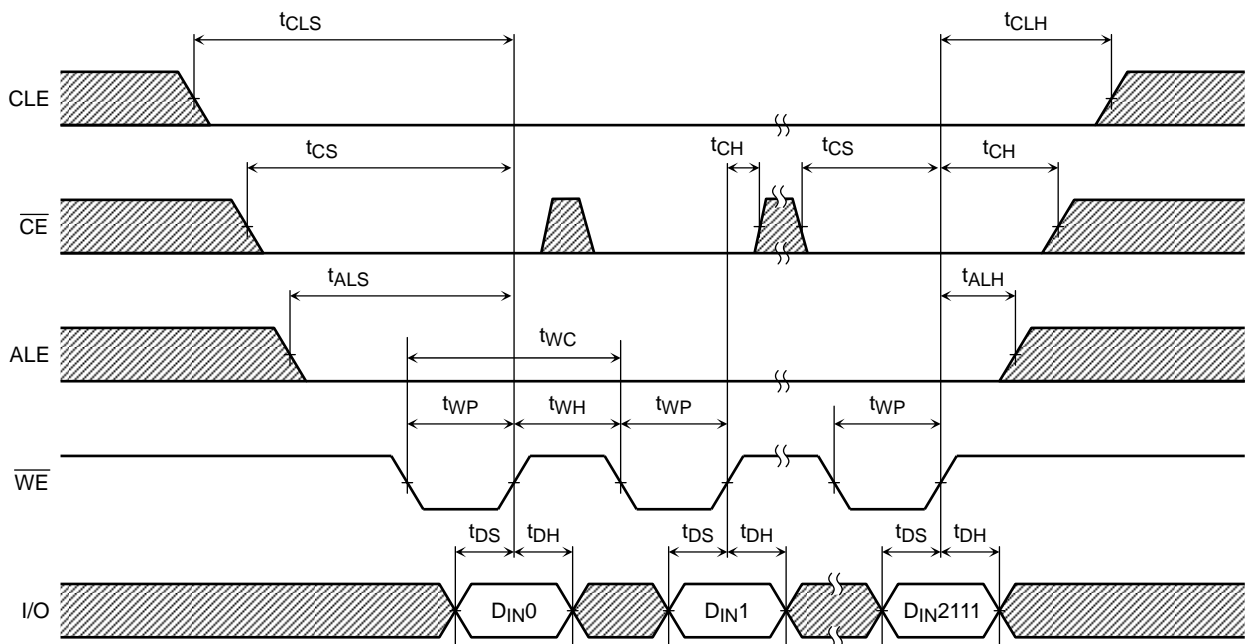 tCLS tCLH
CLE
tCS tCH tCS tCH
CE
tALS tALH
ALE
tWC
tWP tWH tWP tWP
WE
tDS tDH tDS tDH tDS tDH
I/O DIN0 DIN1 DIN2111